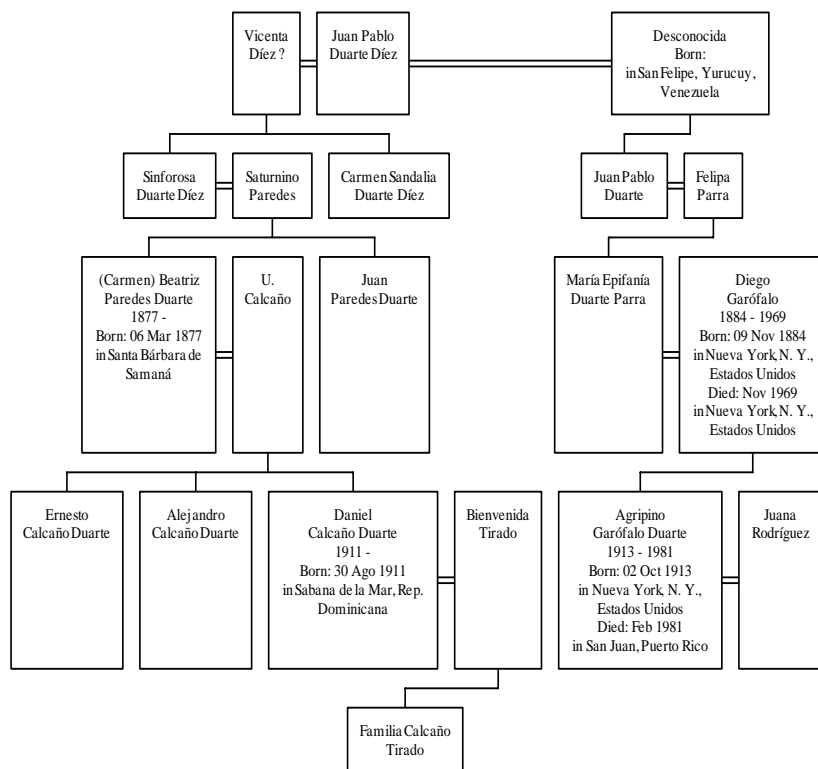 Vicenta
Díez ?
Juan Pablo
Duarte Díez
Desconocida
Born:
in San Felipe, Yurucuy,
Venezuela
Sinforosa
Duarte Díez
Saturnino
Paredes
Carmen Sandalia
Duarte Díez
Juan Pablo
Duarte
Felipa
Parra
(Carmen) Beatriz
Paredes Duarte
1877 -
Born: 06 Mar 1877
in Santa Bárbara de
Samaná
U.
Calcaño
Juan
Paredes Duarte
María Epifanía
Duarte Parra
Diego
Garófalo
1884 - 1969
Born: 09 Nov 1884
in Nueva York, N. Y.,
Estados Unidos
Died: Nov 1969
in Nueva York, N. Y.,
Estados Unidos
Ernesto
Calcaño Duarte
Alejandro
Calcaño Duarte
Daniel
Calcaño Duarte
1911 -
Born: 30 Ago 1911
in Sabana de la Mar, Rep.
Dominicana
Bienvenida
Tirado
Agripino
Garófalo Duarte
1913 - 1981
Born: 02 Oct 1913
in Nueva York, N. Y.,
Estados Unidos
Died: Feb 1981
in San Juan, Puerto Rico
Juana
Rodríguez
Familia Calcaño
Tirado